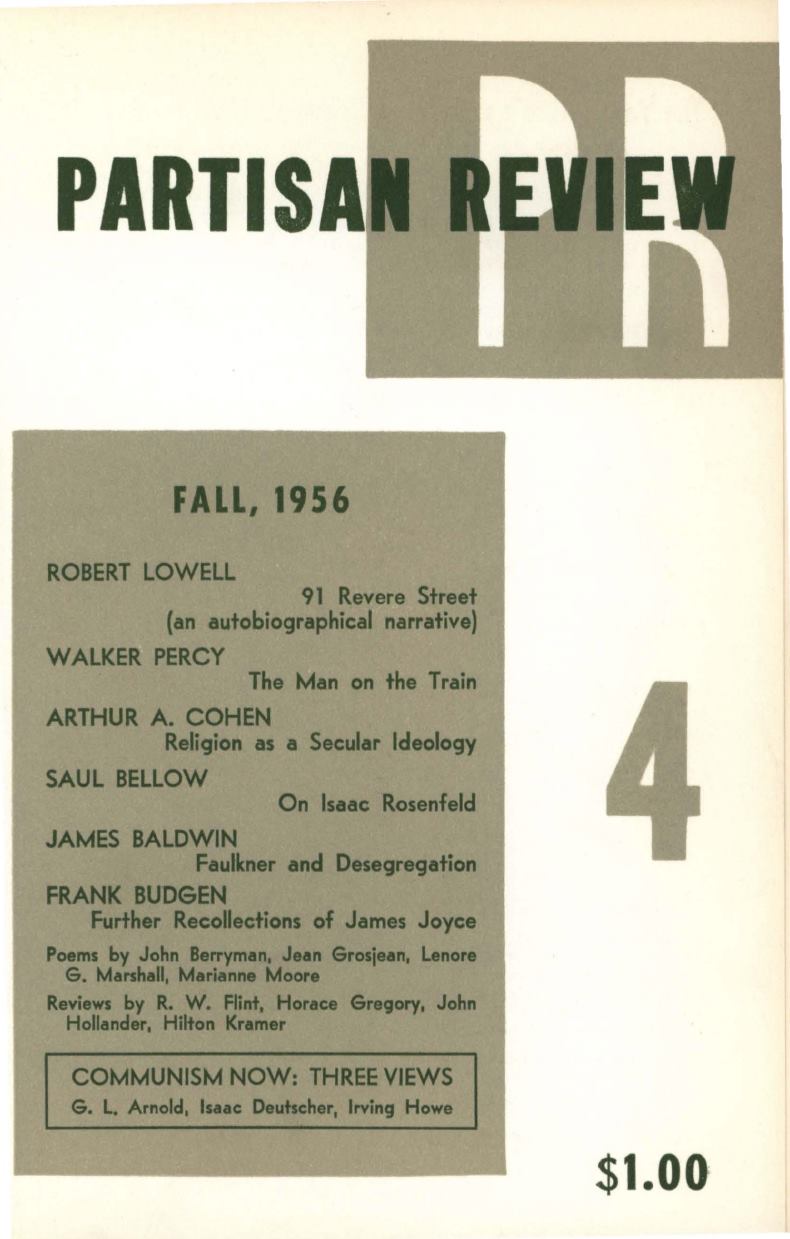 PR
PARTISAN REVIEW
FALL, 1956
ROBERT LOWELL
91 Revere Street
(an autobiographical narrative)
WALKER PERCY
The Man on the Train
ARTHUR A. COHEN
Religion as a Secular Ideology
SAUL BELLOW
On Isaac Rosenfeld
JAMES BALDWIN
Faulkner and Desegregation
FRANK BUDGEN
Further Recollections of James Joyce
Poems by John Berryman, Jean Grosjean, Lenore
G. Marshall, Marianne Moore
Reviews by R. W. Flint, Horace Gregory, John
Hollander, Hilton Kramer
COMMUNISM NOW: THREE VIEWS
G. L. Arnold, Isaac Deutscher, Irving Howe
4
$1.00